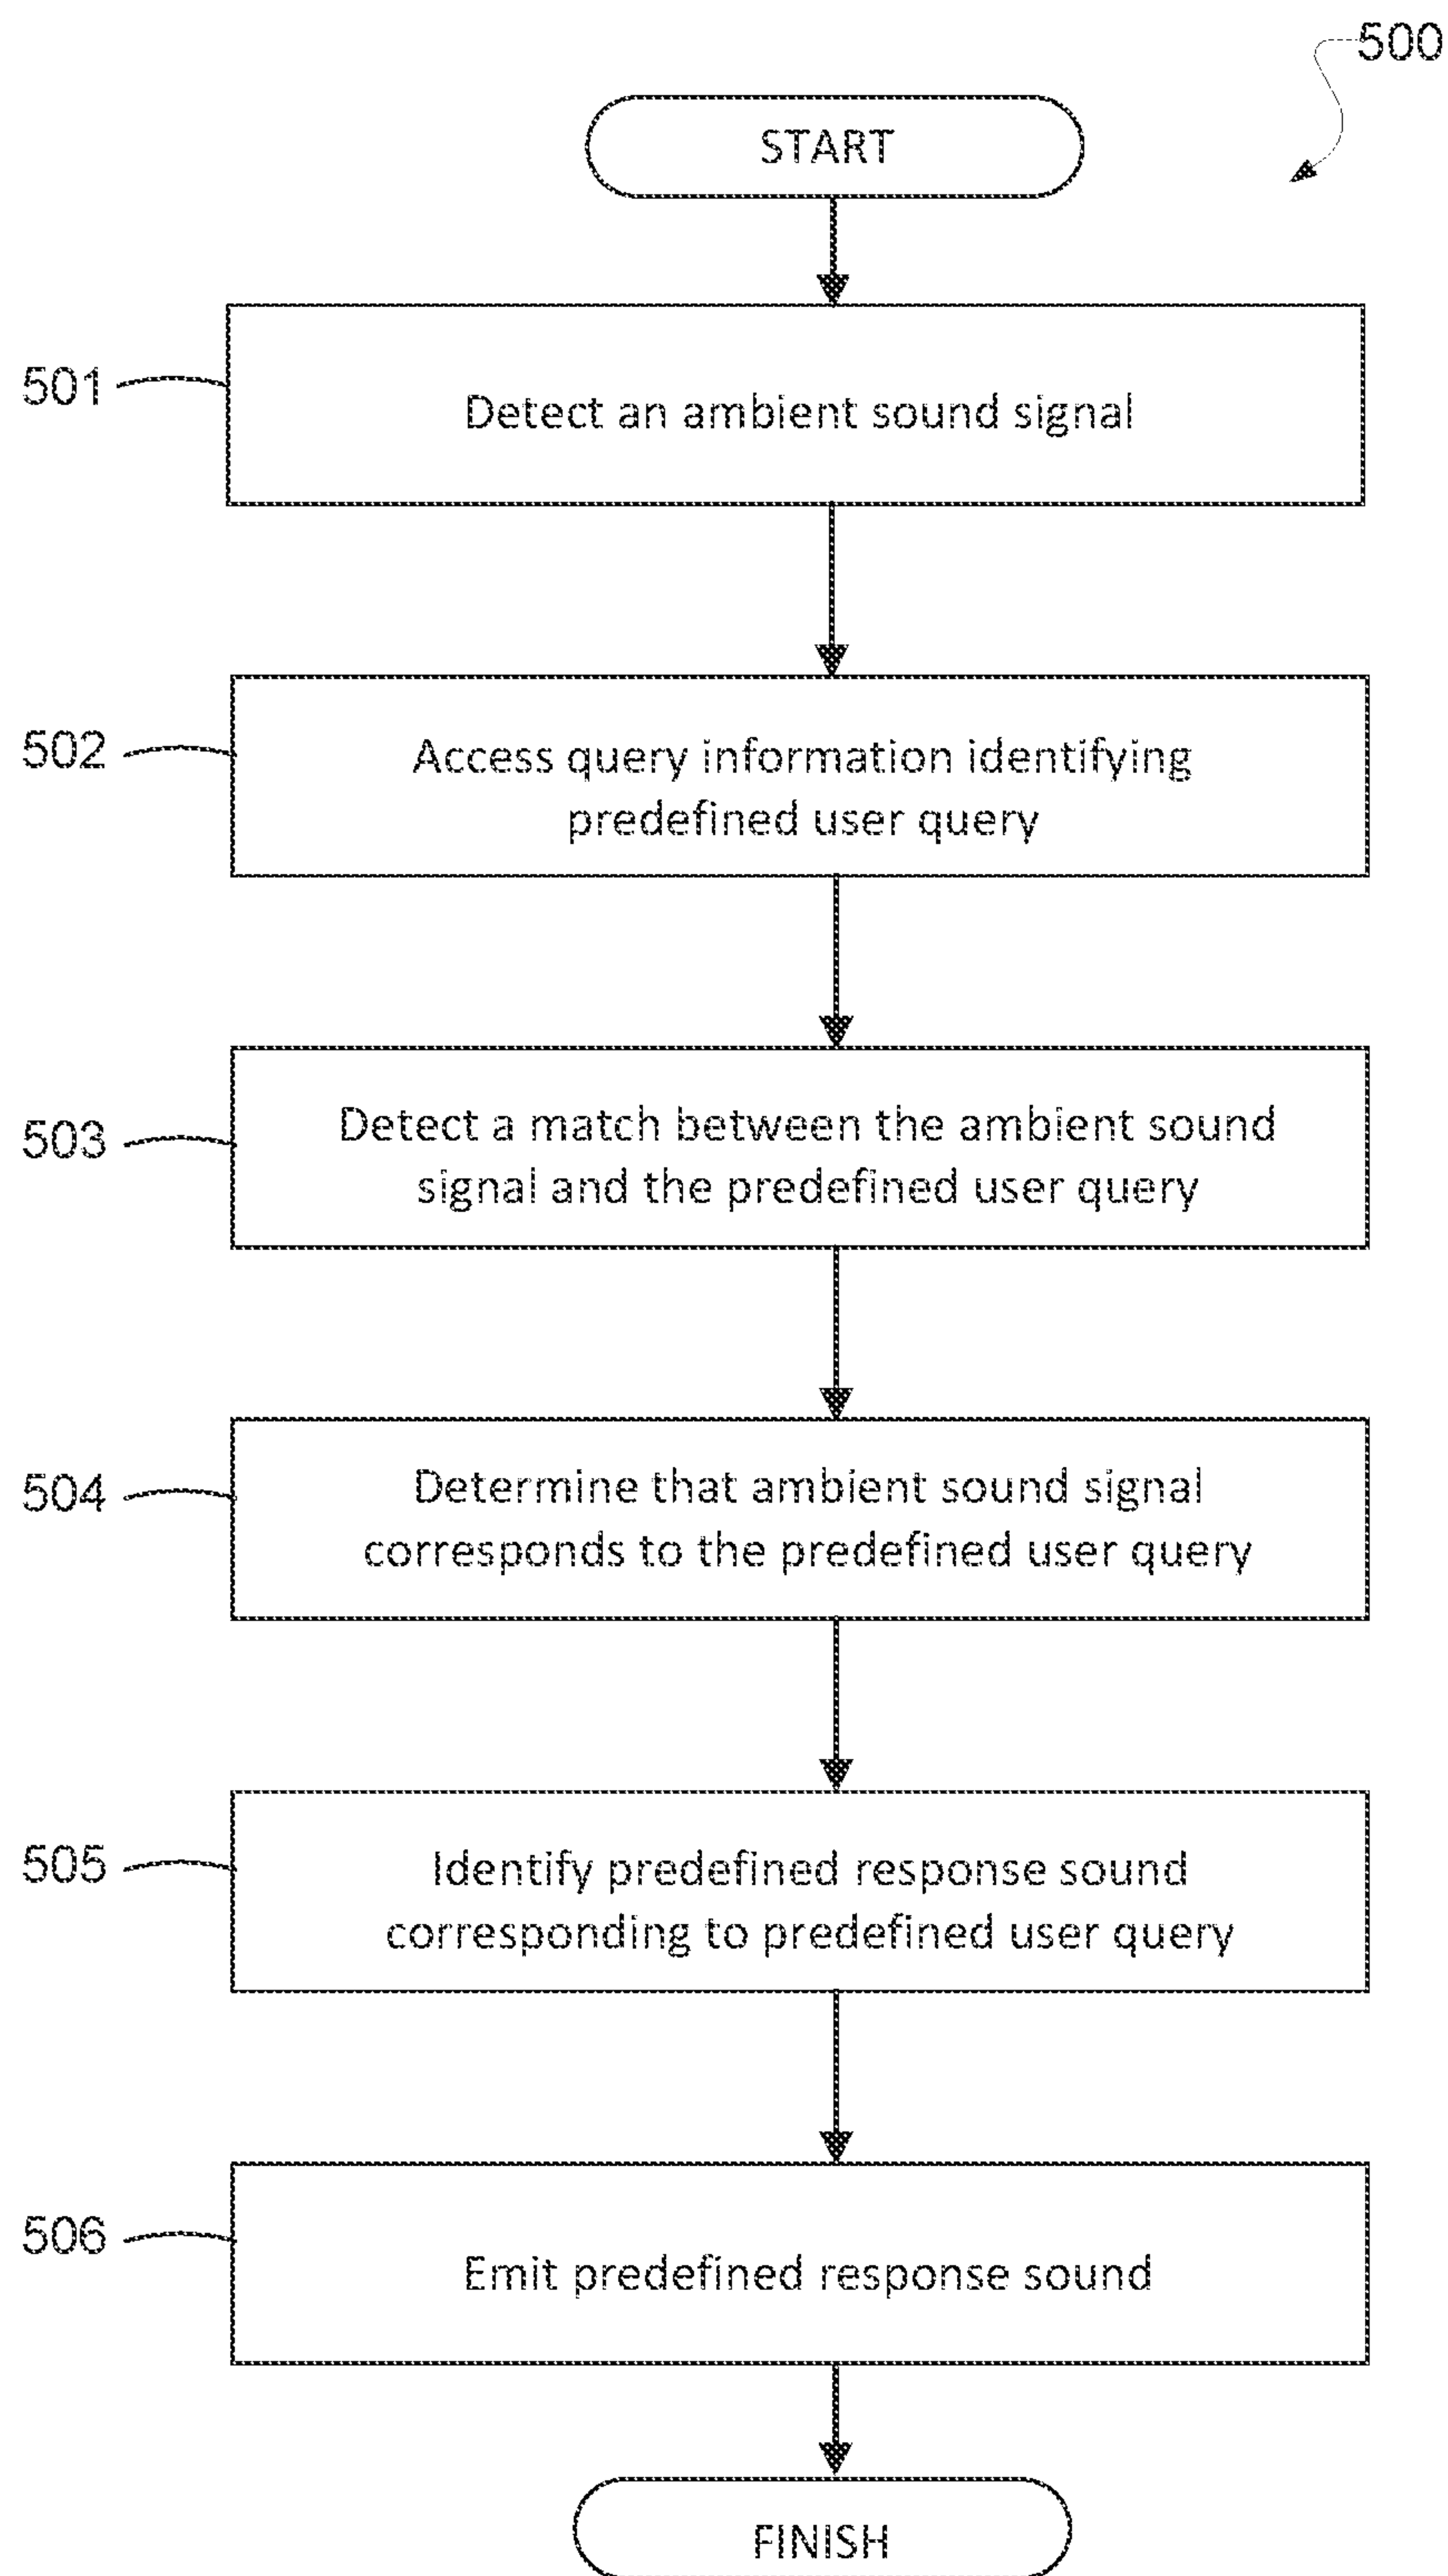 500
START
501
Detect an ambient sound signal
502
Access query information identifying
predefined user query
503
Detect a match between the ambient sound
signal and the predefined user query
504
Determine that ambient sound signal
corresponds to the predefined user query
505
Identify predefined response sound
corresponding to predefined user query
506
Emit predefined response sound
FINISH